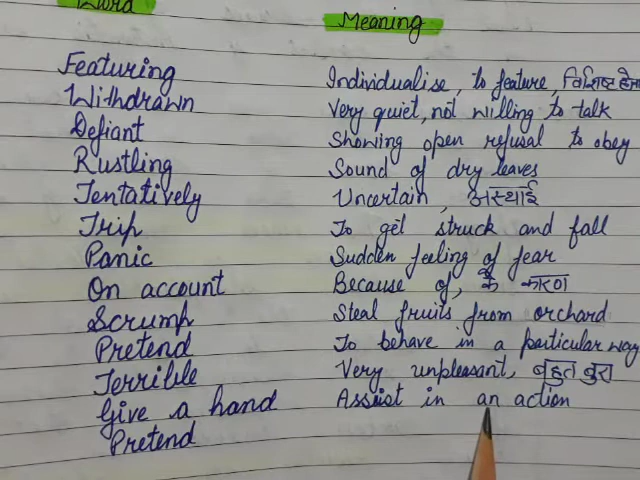 Word Meaning
Featuring Individualise, to feature, विशिष्ट होना
Withdrawn Very quiet, not willing to talk
Defiant Showing open refusal to obey
Rustling Sound of dry leaves
Tentatively Uncertain, अस्थाई
Trip To get struck and fall
Panic Sudden feeling of fear
On account Because of, के कारण
Scrump Steal fruits from orchard
Pretend To behave in a particular way
Terrible Very unpleasant, बहुत बुरा
Give a hand Assist in an action
Pretend